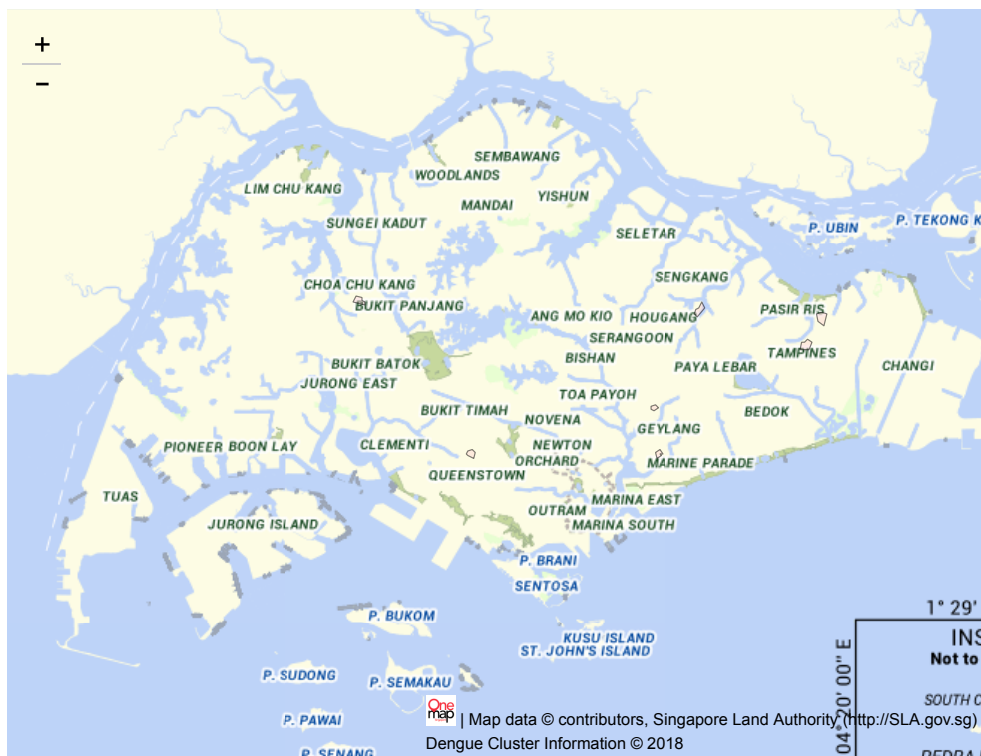 +
−
SEMBAWANG
WOODLANDS
LIM CHU KANG
YISHUN
MANDAI
P. TEKONG K
SUNGEI KADUT
P. UBIN
SELETAR
SENGKANG
CHOA CHU KANG
BUKIT PANJANG
PASIR RIS
ANG MO KIO
HOUGANG
SERANGOON
TAMPINES
BISHAN
BUKIT BATOK
PAYA LEBAR
CHANGI
JURONG EAST
TOA PAYOH
BUKIT TIMAH
BEDOK
NOVENA
GEYLANG
PIONEER
BOON LAY
CLEMENTI
NEWTON
ORCHARD
MARINE PARADE
QUEENSTOWN
TUAS
MARINA EAST
OUTRAM
JURONG ISLAND
MARINA SOUTH
P. BRANI
SENTOSA
P. BUKOM
1° 29'
KUSU ISLAND
INS
ST. JOHN'S ISLAND
Not to
P. SUDONG
P. SEMAKAU
04° 20' 00" E
SOUTH C
One
map
P. PAWAI
| Map data © contributors, Singapore Land Authority (http://SLA.gov.sg)
Dengue Cluster Information © 2018
P. SENANG
PEDRA